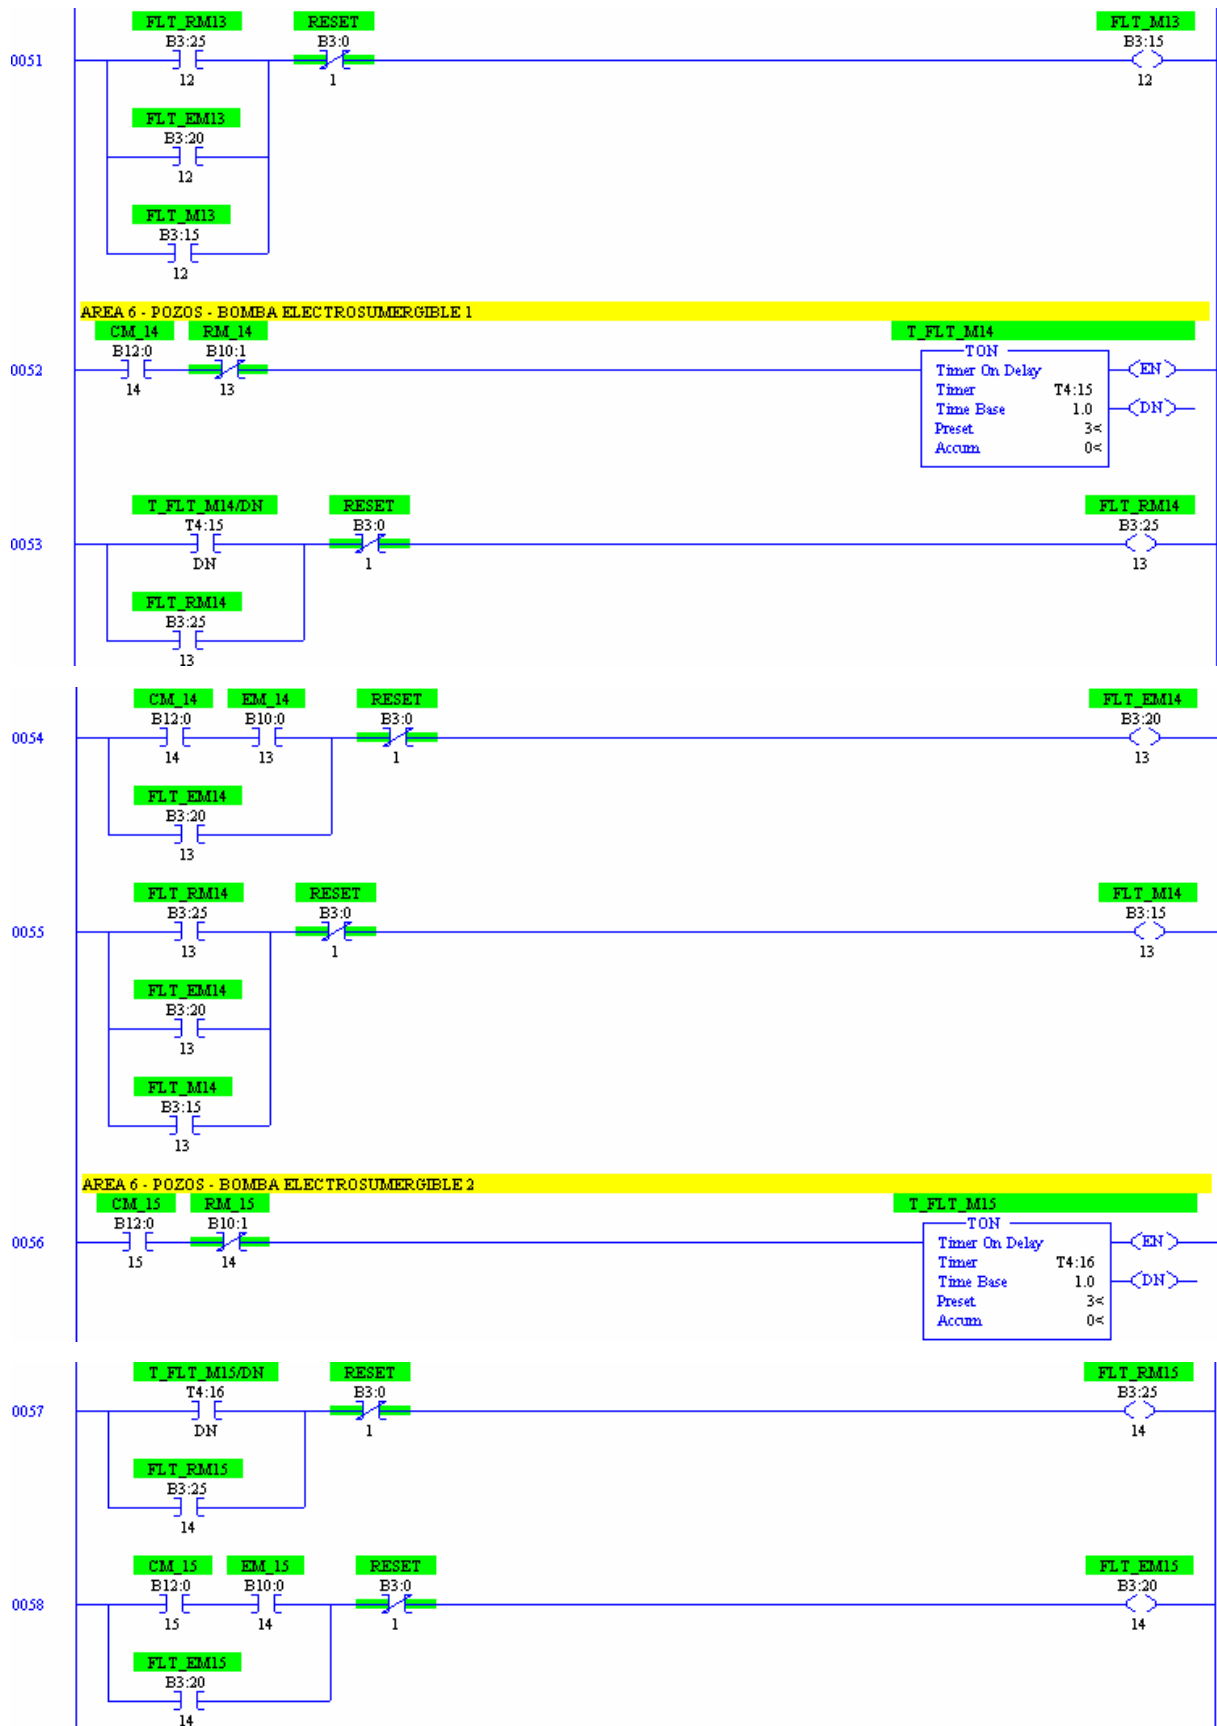 FLT_RM13 RESET FLT_M13
B3:25 B3:0 B3:15
0051
12 1 12
FLT_EM13
B3:20
12
FLT_M13
B3:15
12
AREA 6 - POZOS - BOMBA ELECTROSUMERGIBLE 1
CM_14 RM_14 T_FLT_M14
B12:0 B10:1 TON
0052 Timer On Delay EN
14 13 Timer T4:15
Time Base 1.0 DN
Preset 3<
Accum 0<
T_FLT_M14/DN RESET FLT_RM14
T4:15 B3:0 B3:25
0053
DN 1 13
FLT_RM14
B3:25
13
CM_14 EM_14 RESET FLT_EM14
B12:0 B10:0 B3:0 B3:20
0054
14 13 1 13
FLT_EM14
B3:20
13
FLT_RM14 RESET FLT_M14
B3:25 B3:0 B3:15
0055
13 1 13
FLT_EM14
B3:20
13
FLT_M14
B3:15
13
AREA 6 - POZOS - BOMBA ELECTROSUMERGIBLE 2
CM_15 RM_15 T_FLT_M15
B12:0 B10:1 TON
0056 Timer On Delay EN
15 14 Timer T4:16
Time Base 1.0 DN
Preset 3<
Accum 0<
T_FLT_M15/DN RESET FLT_RM15
T4:16 B3:0 B3:25
0057
DN 1 14
FLT_RM15
B3:25
14
CM_15 EM_15 RESET FLT_EM15
B12:0 B10:0 B3:0 B3:20
0058
15 14 1 14
FLT_EM15
B3:20
14